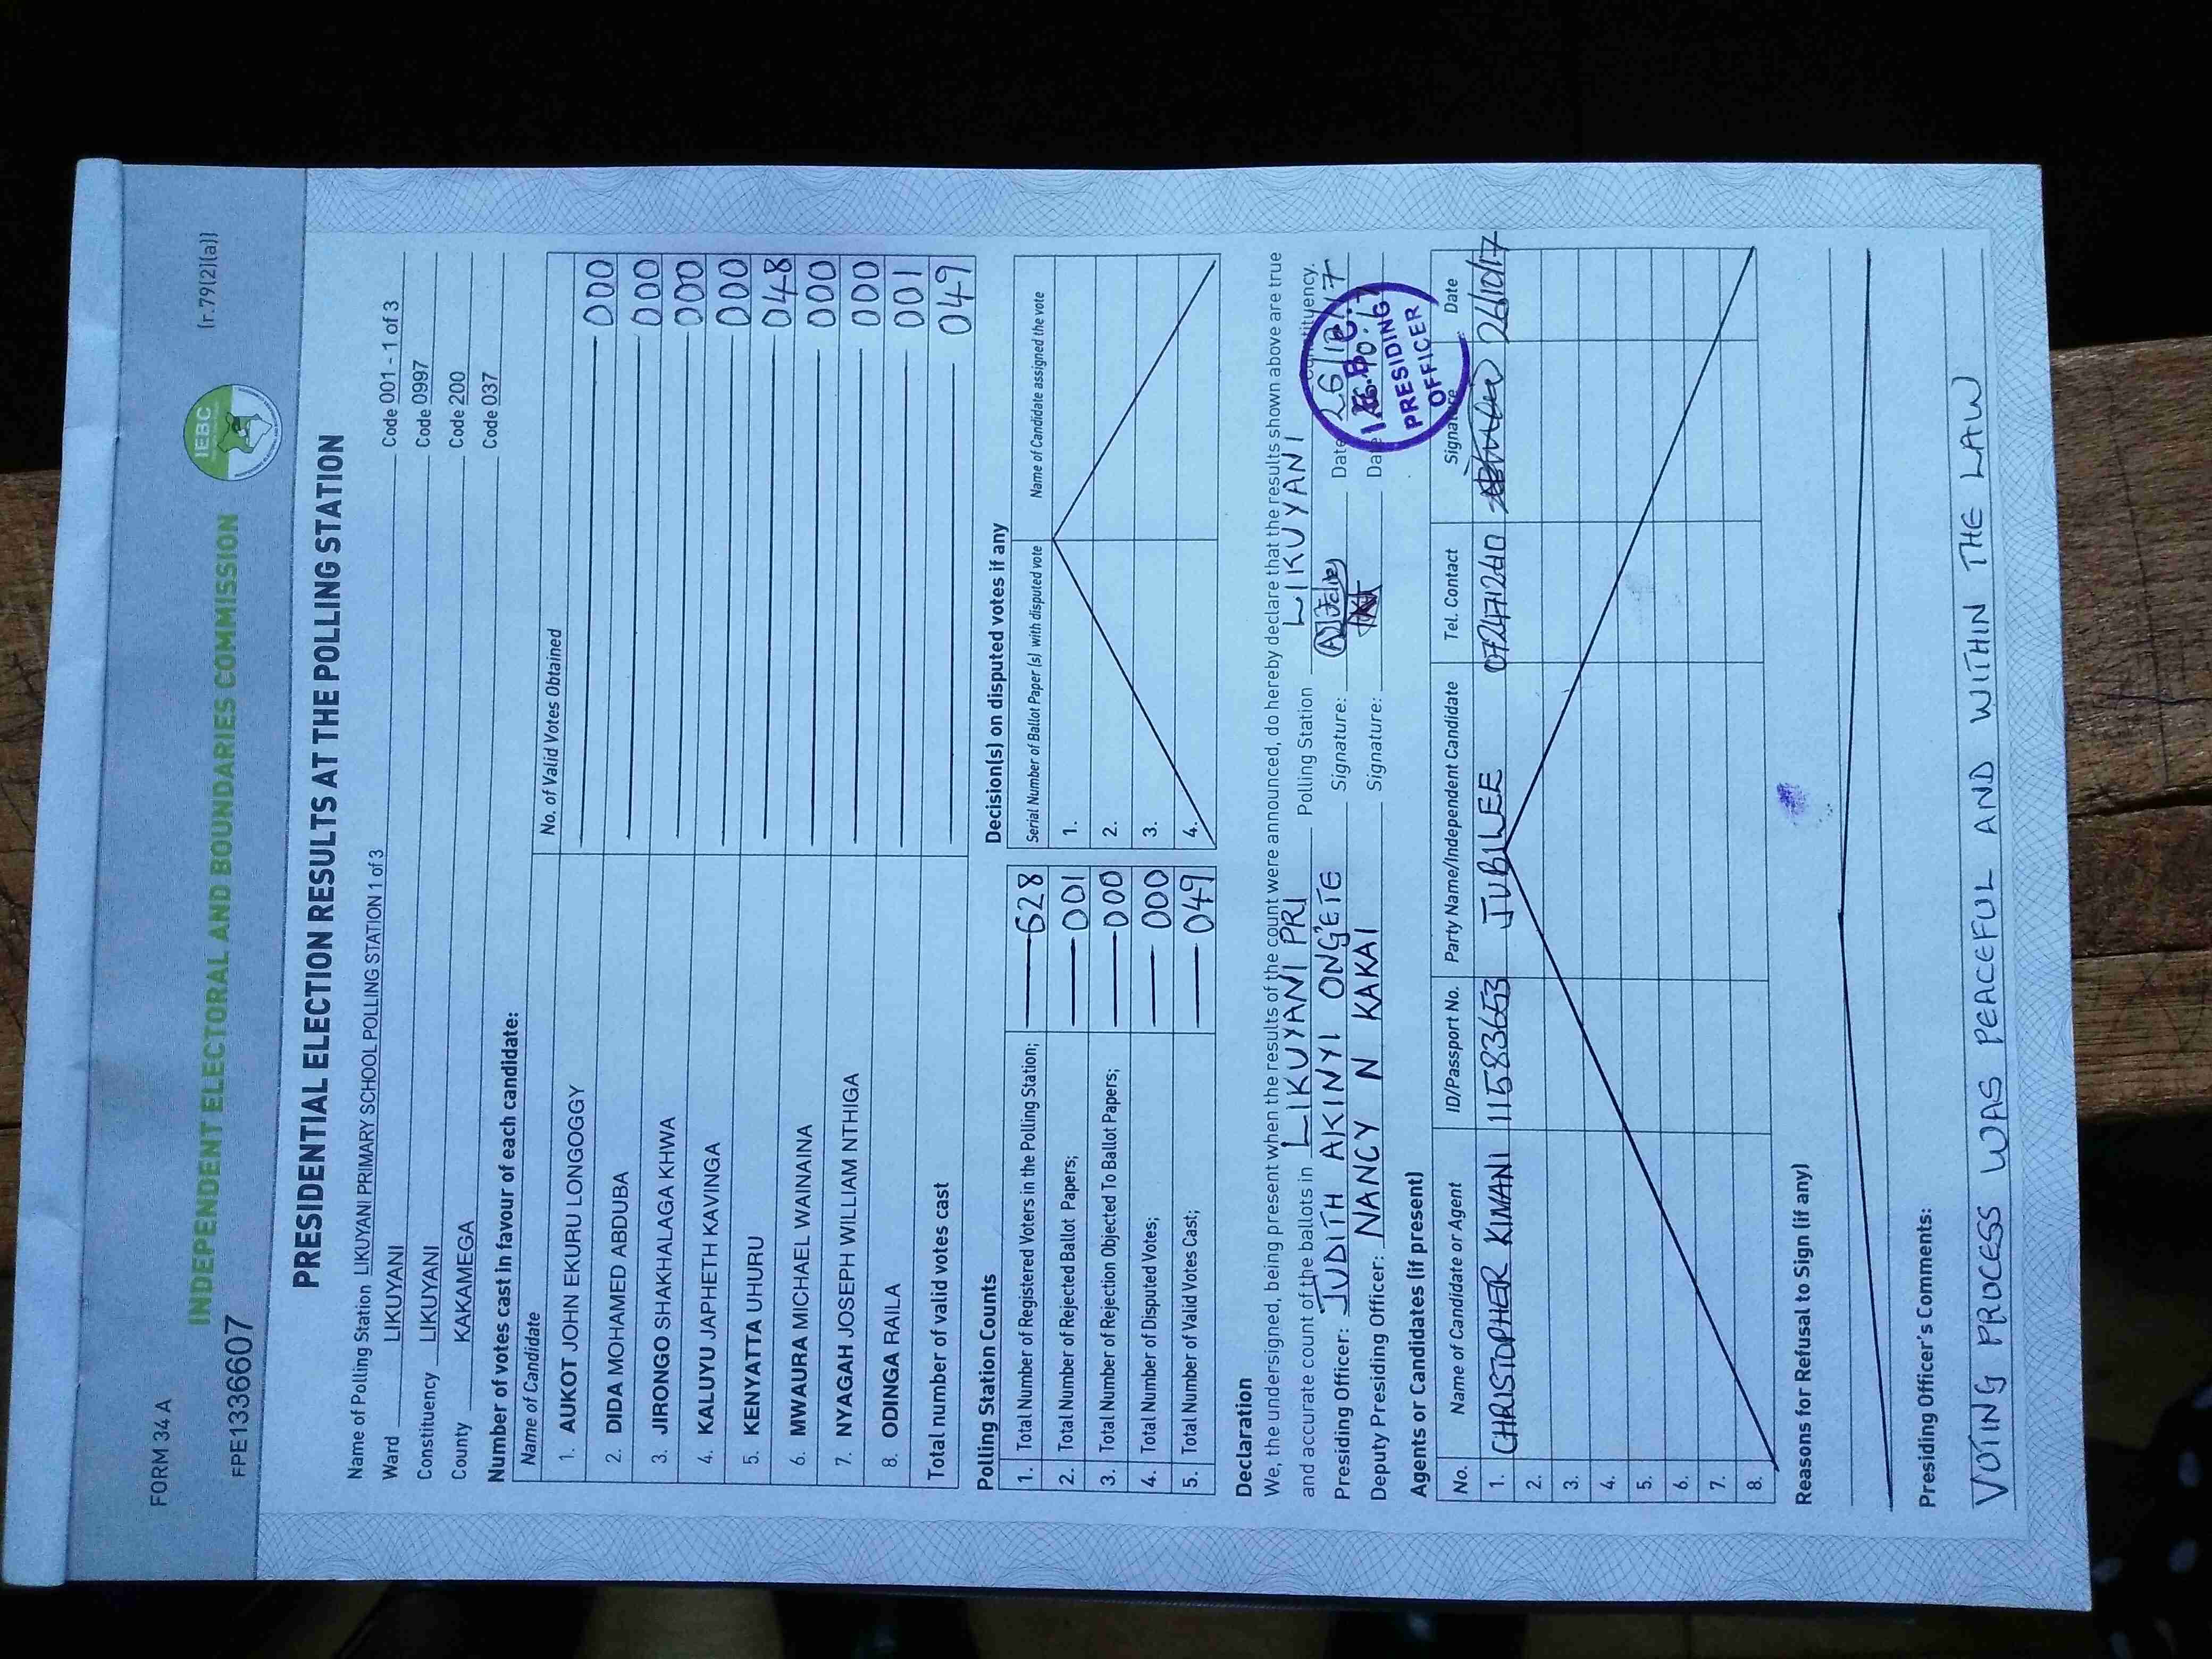 FORM 34 A
[r.79(2)(a)]
IEBC
INDEPENDENT ELECTORAL AND BOUNDARIES COMMISSION
FPE1336607
PRESIDENTIAL ELECTION RESULTS AT THE POLLING STATION
Name of Polling Station LIKUYANI PRIMARY SCHOOL POLLING STATION 1 of 3
Ward LIKUYANI Code 001 - 1 of 3
Constituency LIKUYANI Code 0997
County KAKAMEGA Code 200
Code 037
Number of votes cast in favour of each candidate:
Name of Candidate No. of Valid Votes Obtained
1. AUKOT JOHN EKURU LONGOGGY 000
2. DIDA MOHAMED ABDUBA 000
3. JIRONGO SHAKHALAGA KHWA 000
4. KALUYU JAPHETH KAVINGA 000
5. KENYATTA UHURU 048
6. MWAURA MICHAEL WAINAINA 000
7. NYAGAH JOSEPH WILLIAM NTHIGA 000
8. ODINGA RAILA 001
Total number of valid votes cast 049
Polling Station Counts
1. Total Number of Registered Voters in the Polling Station; 628
2. Total Number of Rejected Ballot Papers; 001
3. Total Number of Rejection Objected To Ballot Papers; 000
4. Total Number of Disputed Votes; 000
5. Total Number of Valid Votes Cast; 049
Decision(s) on disputed votes if any
Serial Number of Ballot Paper (s) with disputed vote Name of Candidate assigned the vote
1.
2.
3.
4.
Declaration
We, the undersigned, being present when the results of the count were announced, do hereby declare that the results shown above are true
and accurate count of the ballots in LIKUYANI PRI Polling Station LIKUYANI Constituency.
Presiding Officer: JUDITH AKINYI ONG'ETE Signature: Date 26/10/17
Deputy Presiding Officer: NANCY N KAKAI Signature: Date
I.E.B.C.
PRESIDING
OFFICER
Agents or Candidates (if present)
No. Name of Candidate or Agent ID/Passport No. Party Name/Independent Candidate Tel. Contact Signature Date
1. CHRISTOPHER KIMANI 11583653 JUBILEE 0724171240 26/10/17
2.
3.
4.
5.
6.
7.
8.
Reasons for Refusal to Sign (if any)
Presiding Officer's Comments:
VOTING PROCESS WAS PEACEFUL AND WITHIN THE LAW